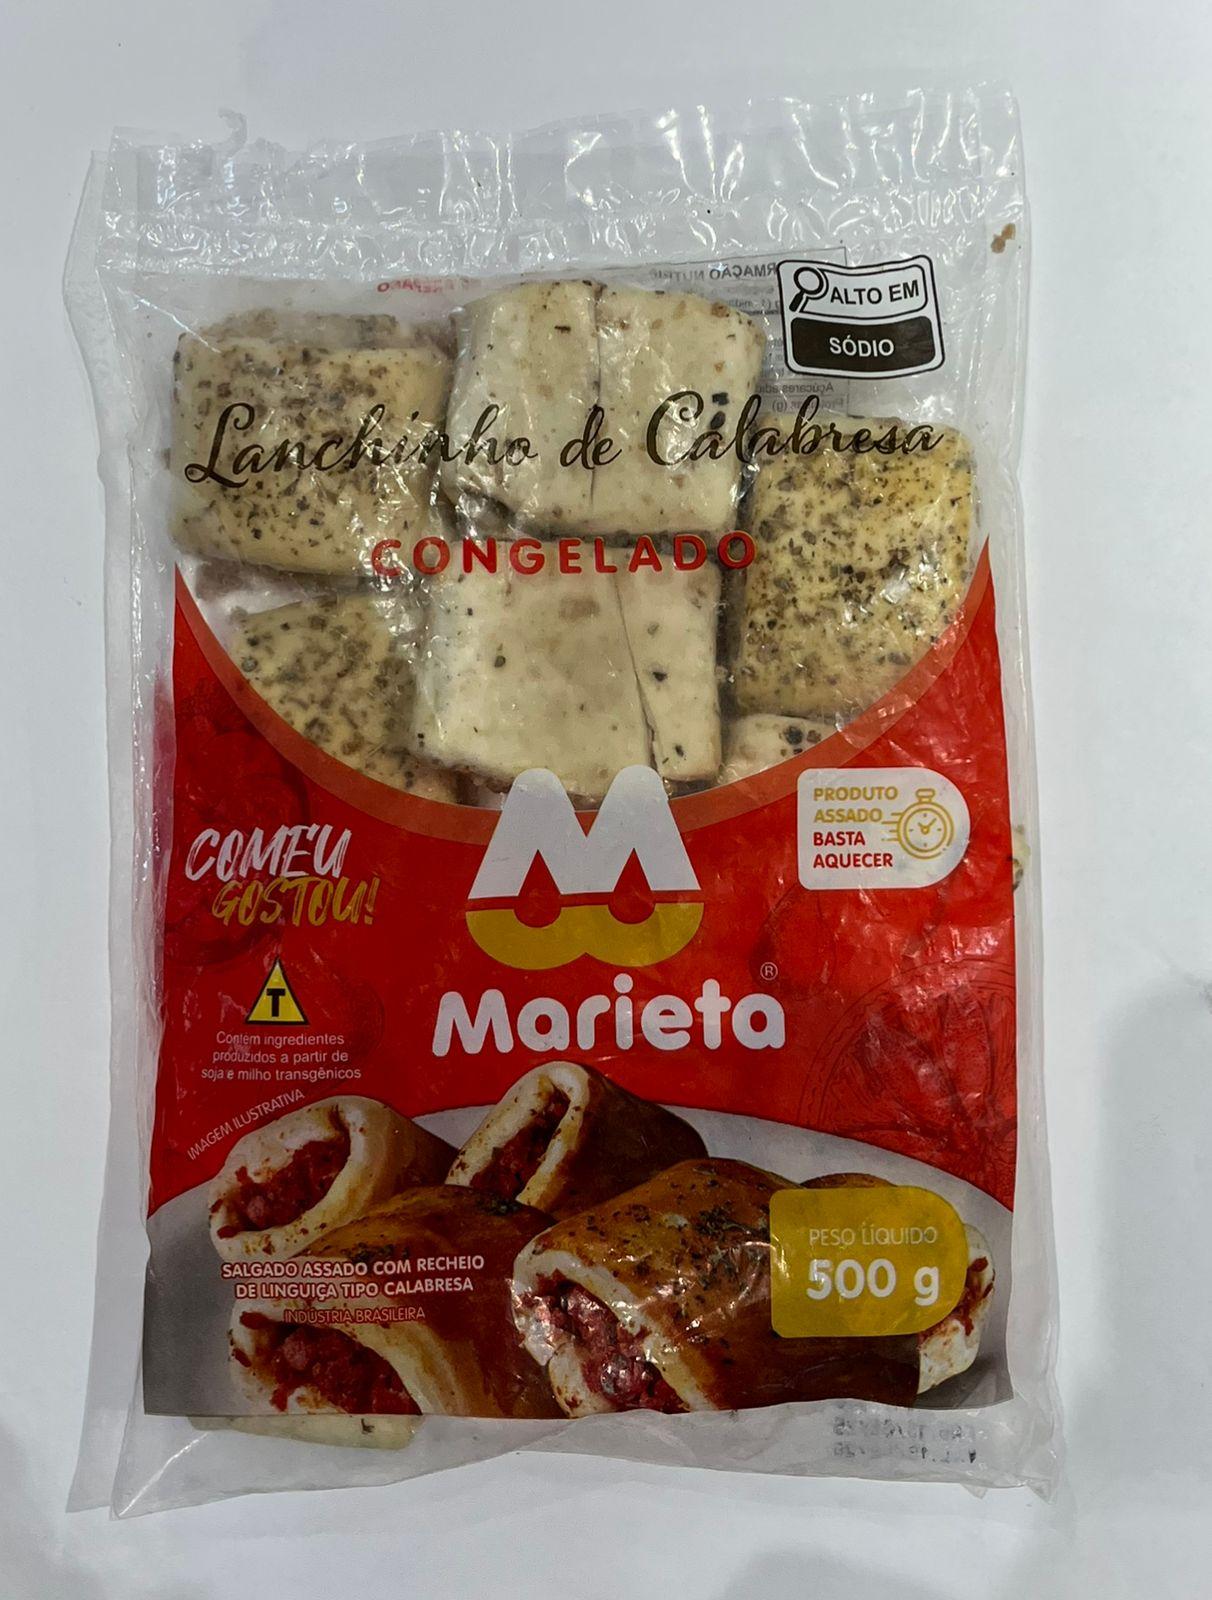 ALTO EM
SÓDIO
Lanchinho de Calabresa
CONGELADO
PRODUTO
ASSADO
BASTA
AQUECER
COMEU
GOSTOU!
Marieta
®
T
Contém ingredientes
produzidos a partir de
soja e milho transgênicos
IMAGEM ILUSTRATIVA
PESO LÍQUIDO
500 g
SALGADO ASSADO COM RECHEIO
DE LINGUIÇA TIPO CALABRESA
INDÚSTRIA BRASILEIRA